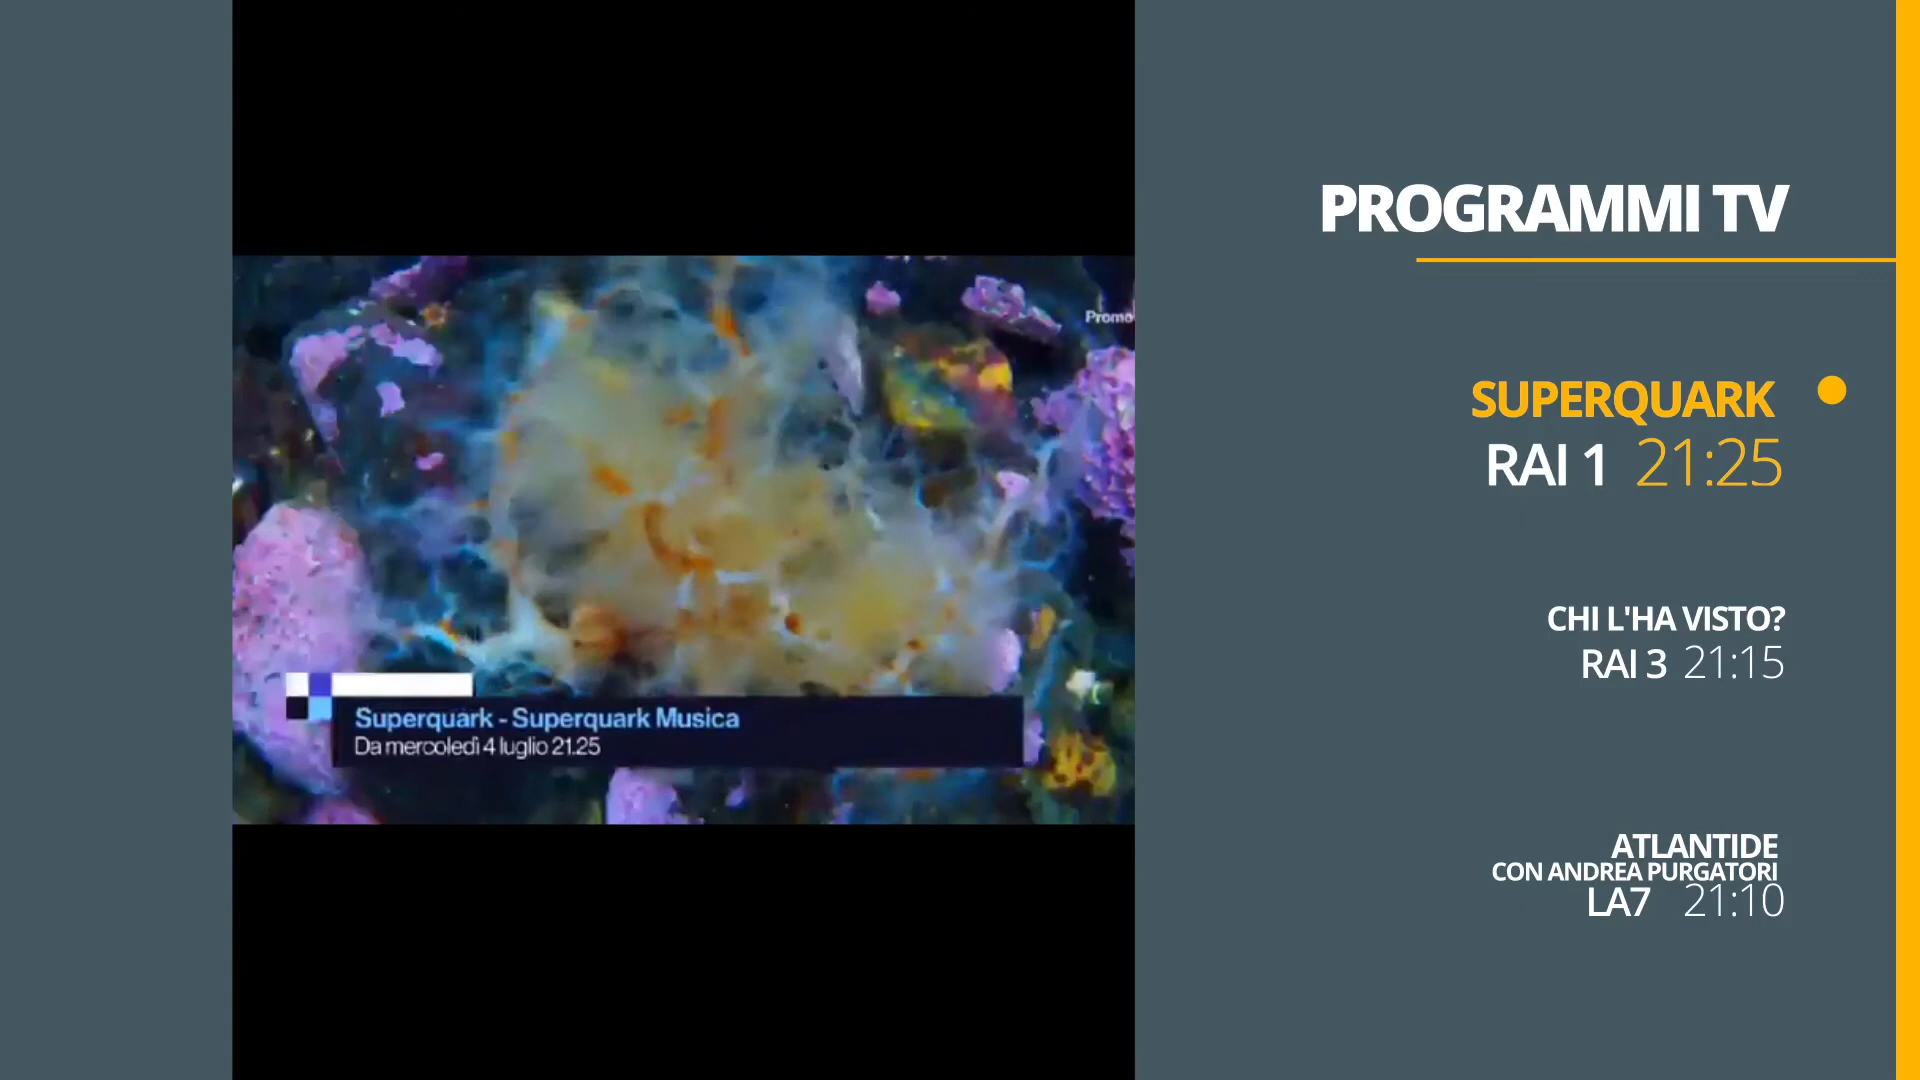 Promo
Superquark - Superquark Musica
Da mercoledì 4 luglio 21.25
PROGRAMMI TV
SUPERQUARK
RAI 1 21:25
CHI L'HA VISTO?
RAI 3 21:15
ATLANTIDE
CON ANDREA PURGATORI
LA7 21:10